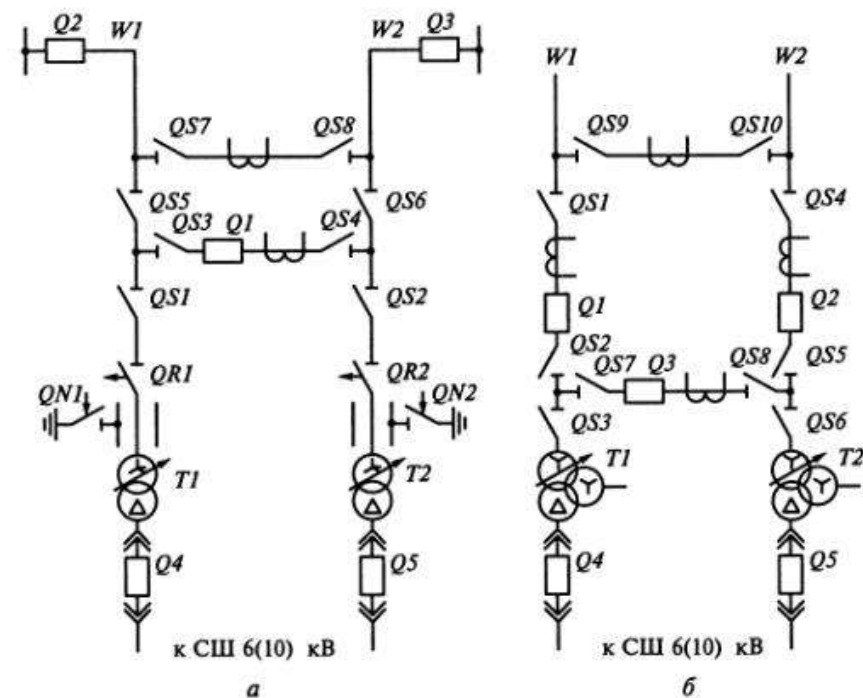 Q2 W1 W2 Q3
W1 W2
QS7 QS8
QS9 QS10
QS5 QS6
QS3 Q1 QS4
QS1 QS4
QS1 QS2
Q1 Q2
QR1 QR2
QS2 QS7 Q3 QS8 QS5
QN1 QN2
QS3 QS6
T1 T2
T1 T2
Q4 Q5
Q4 Q5
к СШ 6(10) кВ
к СШ 6(10) кВ
а б